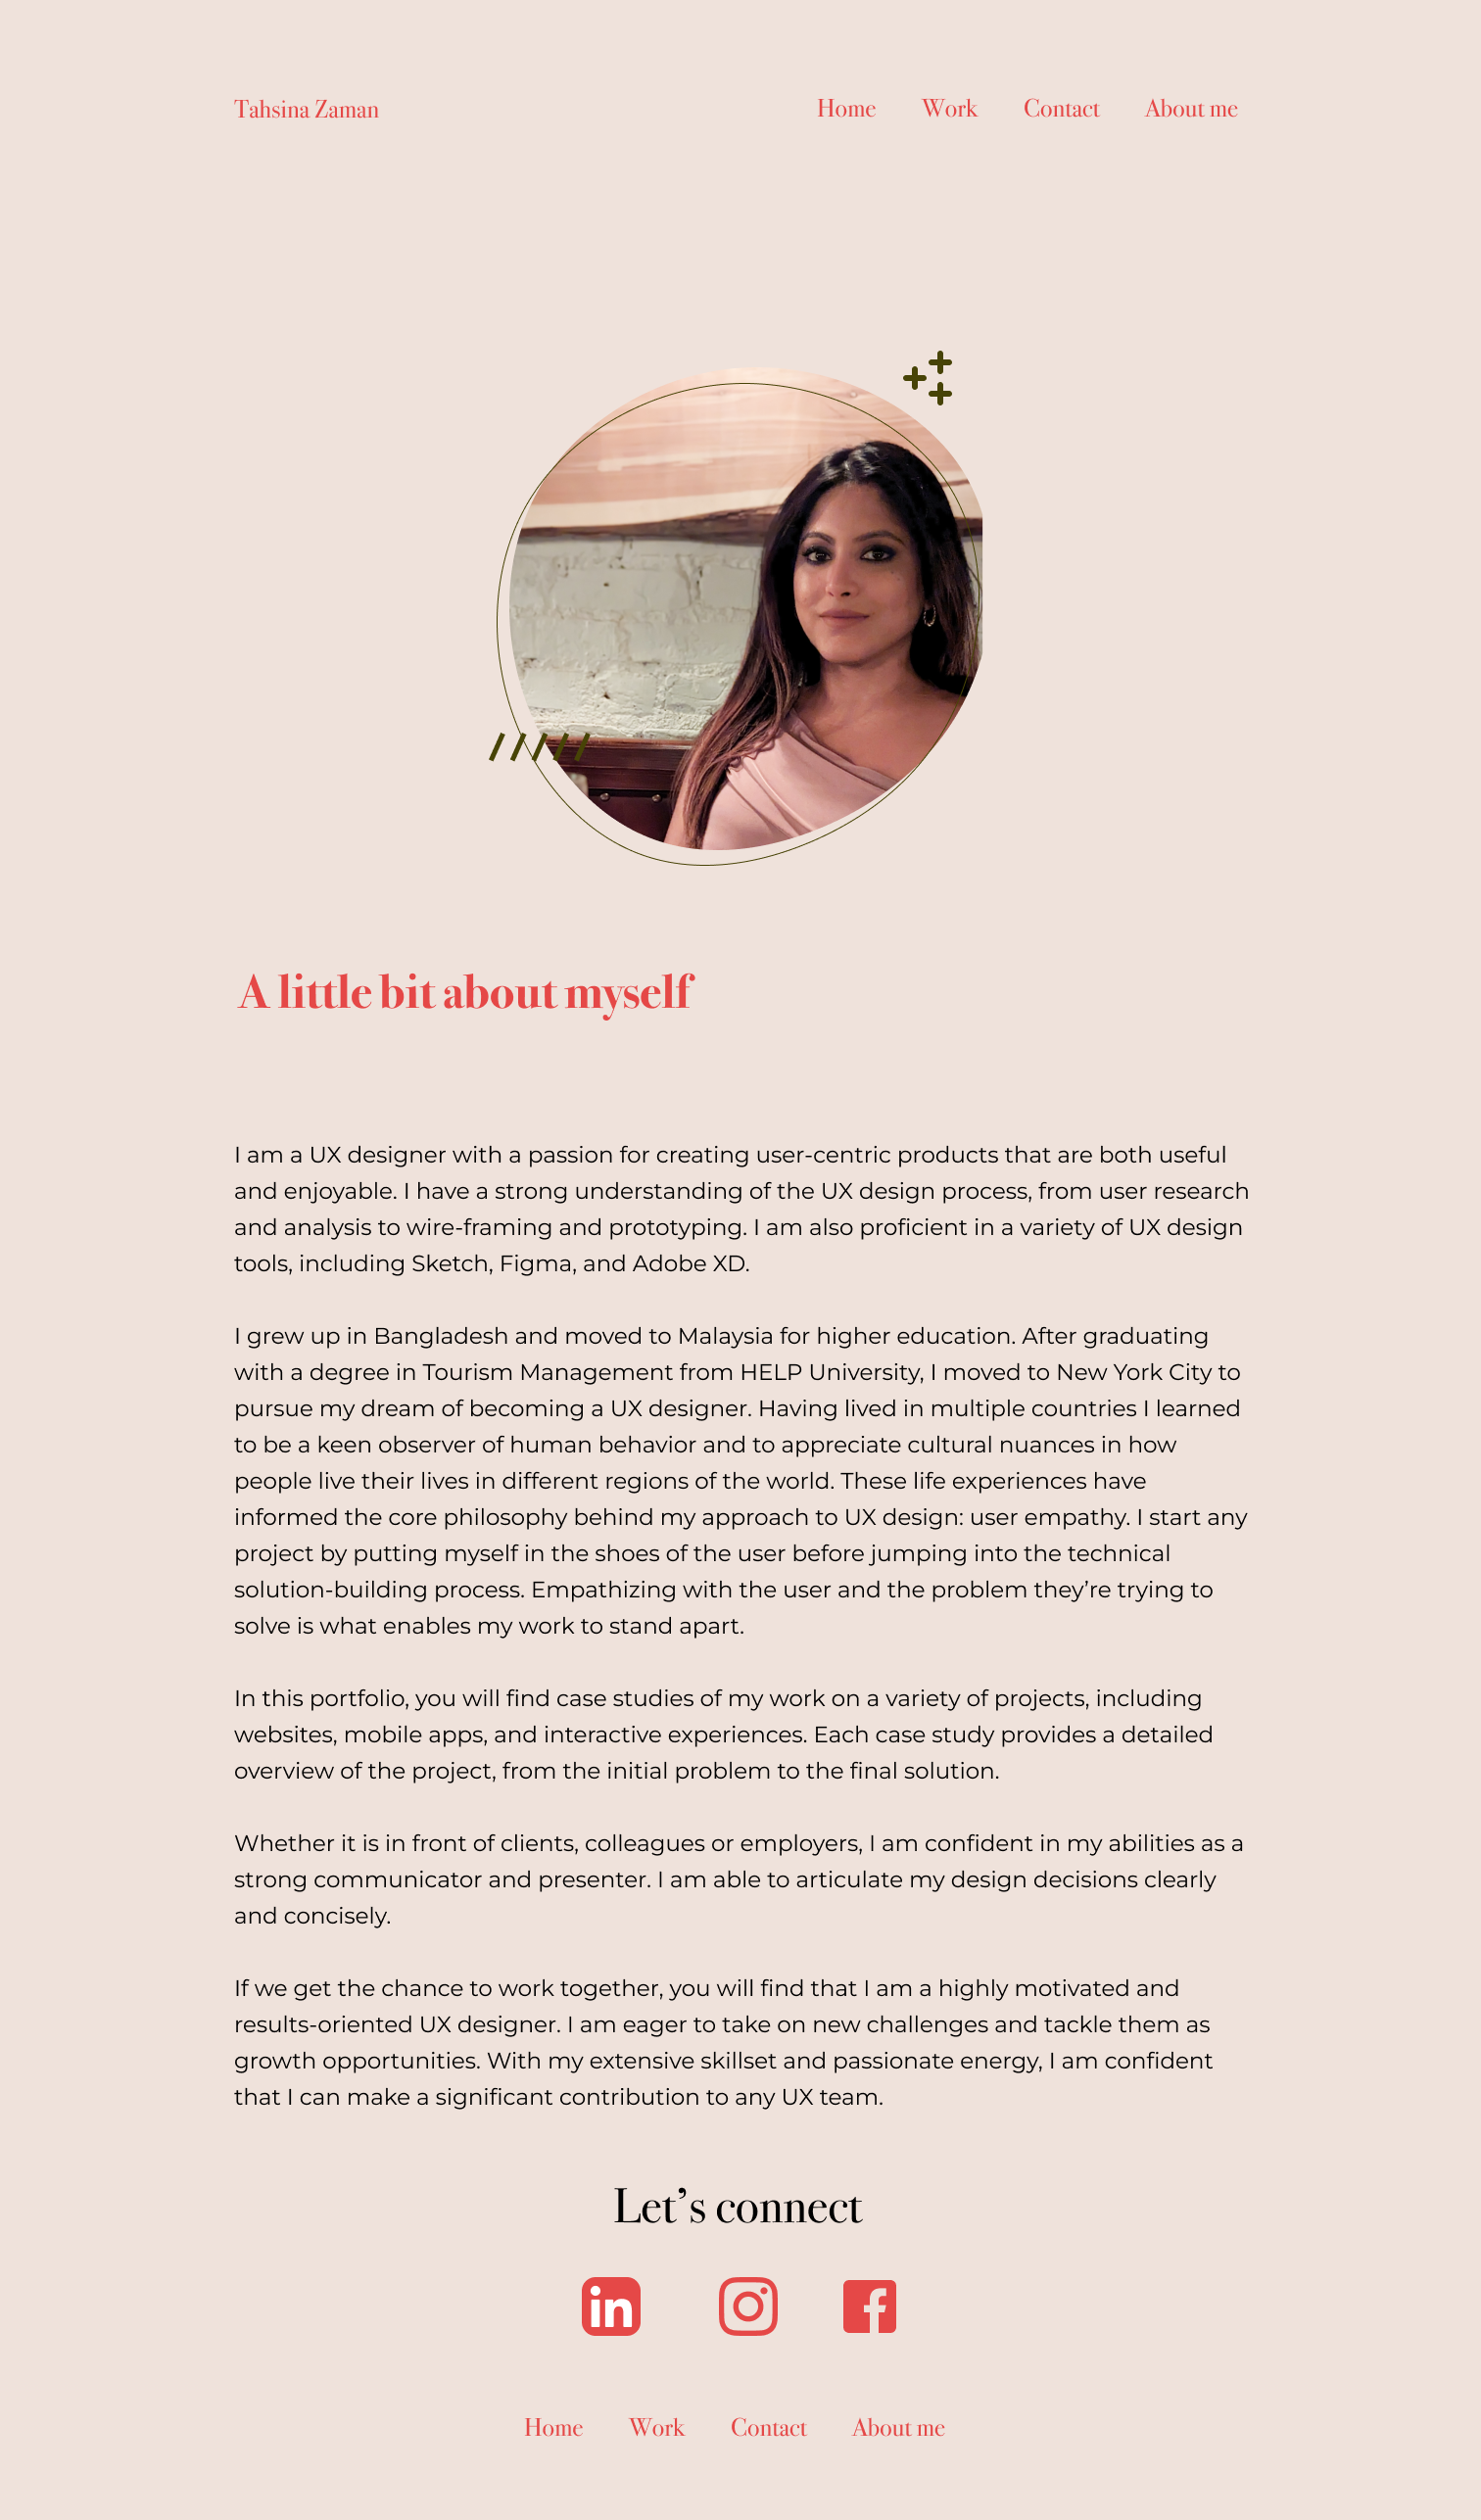 Tahsina Zaman
Home Work Contact About me
A little bit about myself
I am a UX designer with a passion for creating user-centric products that are both useful
and enjoyable. I have a strong understanding of the UX design process, from user research
and analysis to wire-framing and prototyping. I am also proficient in a variety of UX design
tools, including Sketch, Figma, and Adobe XD.
I grew up in Bangladesh and moved to Malaysia for higher education. After graduating
with a degree in Tourism Management from HELP University, I moved to New York City to
pursue my dream of becoming a UX designer. Having lived in multiple countries I learned
to be a keen observer of human behavior and to appreciate cultural nuances in how
people live their lives in different regions of the world. These life experiences have
informed the core philosophy behind my approach to UX design: user empathy. I start any
project by putting myself in the shoes of the user before jumping into the technical
solution-building process. Empathizing with the user and the problem they’re trying to
solve is what enables my work to stand apart.
In this portfolio, you will find case studies of my work on a variety of projects, including
websites, mobile apps, and interactive experiences. Each case study provides a detailed
overview of the project, from the initial problem to the final solution.
Whether it is in front of clients, colleagues or employers, I am confident in my abilities as a
strong communicator and presenter. I am able to articulate my design decisions clearly
and concisely.
If we get the chance to work together, you will find that I am a highly motivated and
results-oriented UX designer. I am eager to take on new challenges and tackle them as
growth opportunities. With my extensive skillset and passionate energy, I am confident
that I can make a significant contribution to any UX team.
Let’s connect
in f
Home Work Contact About me